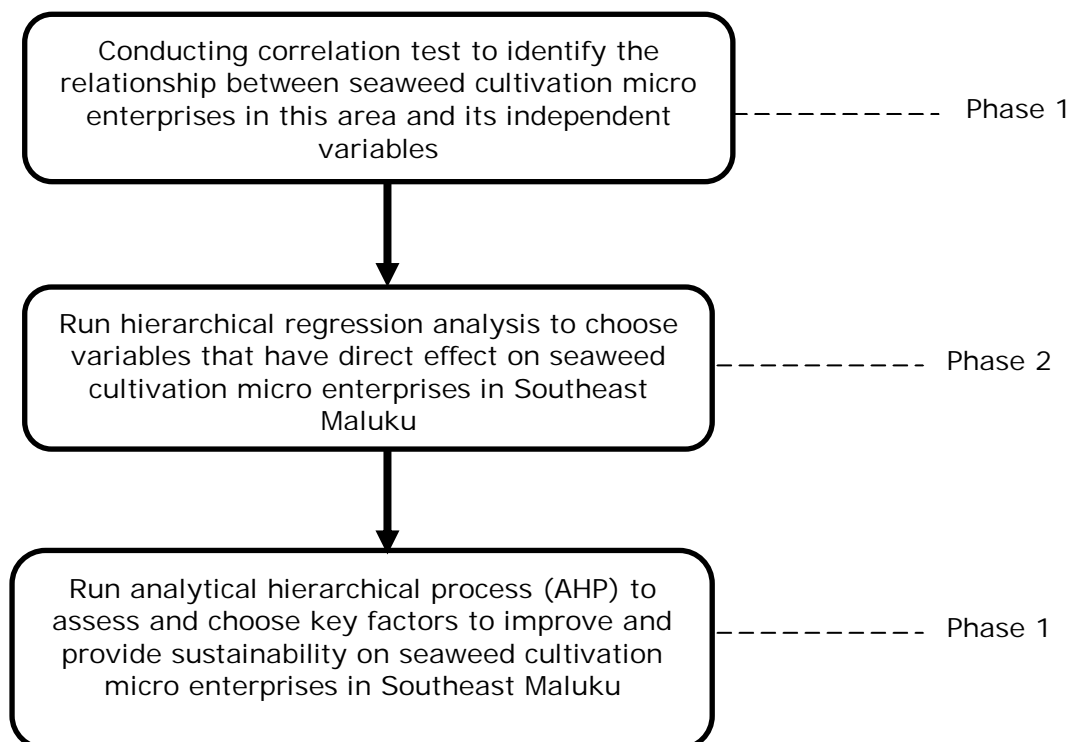 Conducting correlation test to identify the
relationship between seaweed cultivation micro
enterprises in this area and its independent
variables
Phase 1
Run hierarchical regression analysis to choose
variables that have direct effect on seaweed
cultivation micro enterprises in Southeast
Maluku
Phase 2
Run analytical hierarchical process (AHP) to
assess and choose key factors to improve and
provide sustainability on seaweed cultivation
micro enterprises in Southeast Maluku
Phase 1